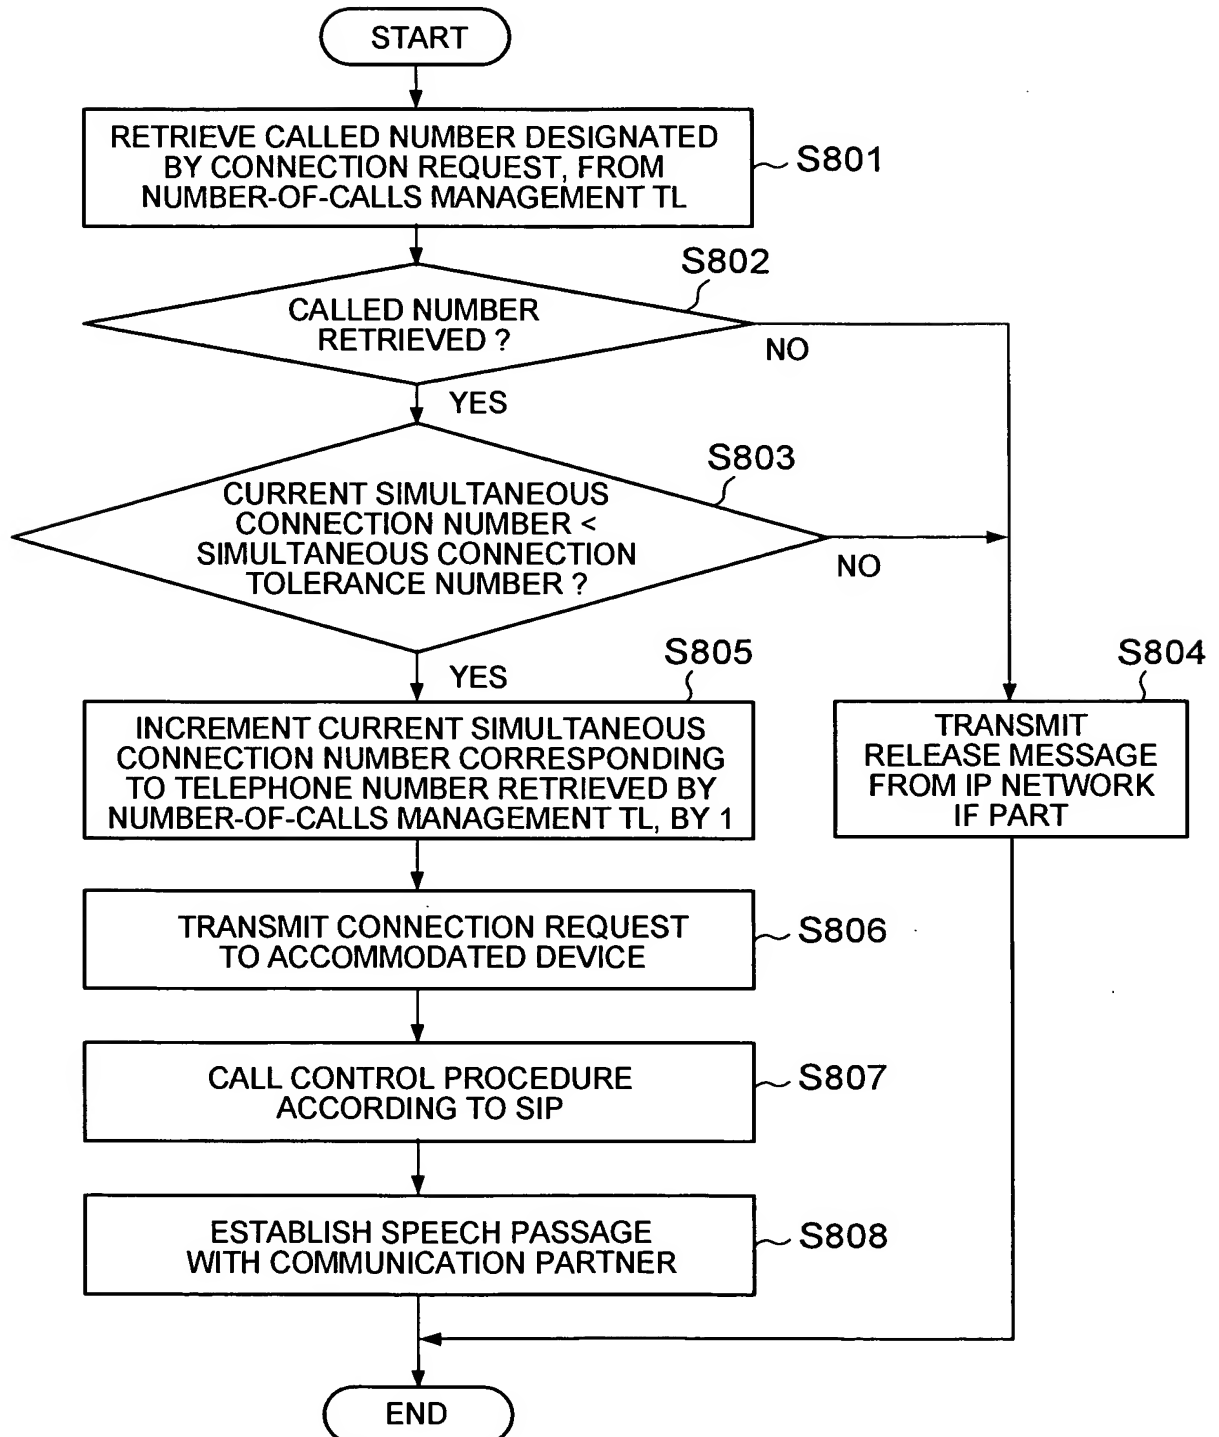 START
RETRIEVE CALLED NUMBER DESIGNATED
BY CONNECTION REQUEST, FROM
NUMBER-OF-CALLS MANAGEMENT TL
S801
S802
CALLED NUMBER
RETRIEVED ?
NO
YES
S803
CURRENT SIMULTANEOUS
CONNECTION NUMBER <
SIMULTANEOUS CONNECTION
TOLERANCE NUMBER ?
NO
YES
S805
INCREMENT CURRENT SIMULTANEOUS
CONNECTION NUMBER CORRESPONDING
TO TELEPHONE NUMBER RETRIEVED BY
NUMBER-OF-CALLS MANAGEMENT TL, BY 1
S804
TRANSMIT
RELEASE MESSAGE
FROM IP NETWORK
IF PART
TRANSMIT CONNECTION REQUEST
TO ACCOMMODATED DEVICE
S806
CALL CONTROL PROCEDURE
ACCORDING TO SIP
S807
ESTABLISH SPEECH PASSAGE
WITH COMMUNICATION PARTNER
S808
END